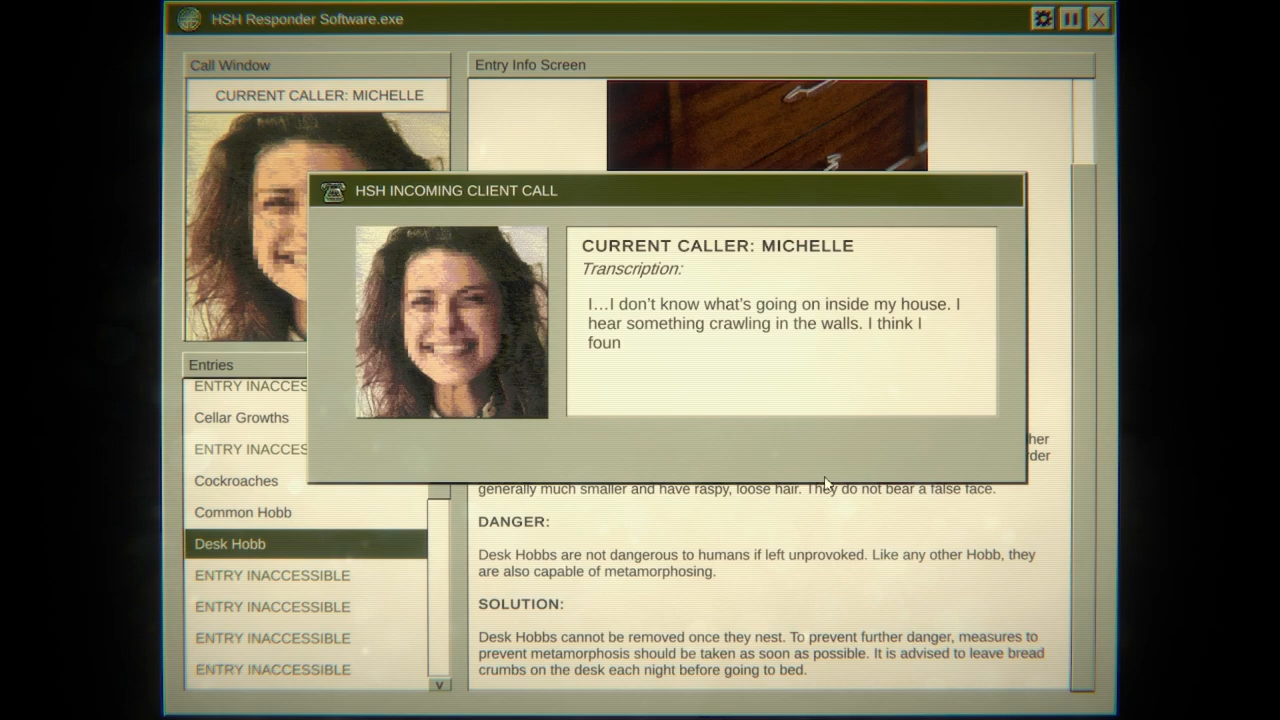 HSH Responder Software.exe
X
Call Window
CURRENT CALLER: MICHELLE
Entry Info Screen
HSH INCOMING CLIENT CALL
CURRENT CALLER: MICHELLE
Transcription:
I...I don't know what's going on inside my house. I
hear something crawling in the walls. I think I
foun
Entries
ENTRY INACCES
Cellar Growths
ENTRY INACCES
Cockroaches
Common Hobb
Desk Hobb
ENTRY INACCESSIBLE
ENTRY INACCESSIBLE
ENTRY INACCESSIBLE
ENTRY INACCESSIBLE
V
her
der
generally much smaller and have raspy, loose hair. They do not bear a false face.
DANGER:
Desk Hobbs are not dangerous to humans if left unprovoked. Like any other Hobb, they
are also capable of metamorphosing.
SOLUTION:
Desk Hobbs cannot be removed once they nest. To prevent further danger, measures to
prevent metamorphosis should be taken as soon as possible. It is advised to leave bread
crumbs on the desk each night before going to bed.